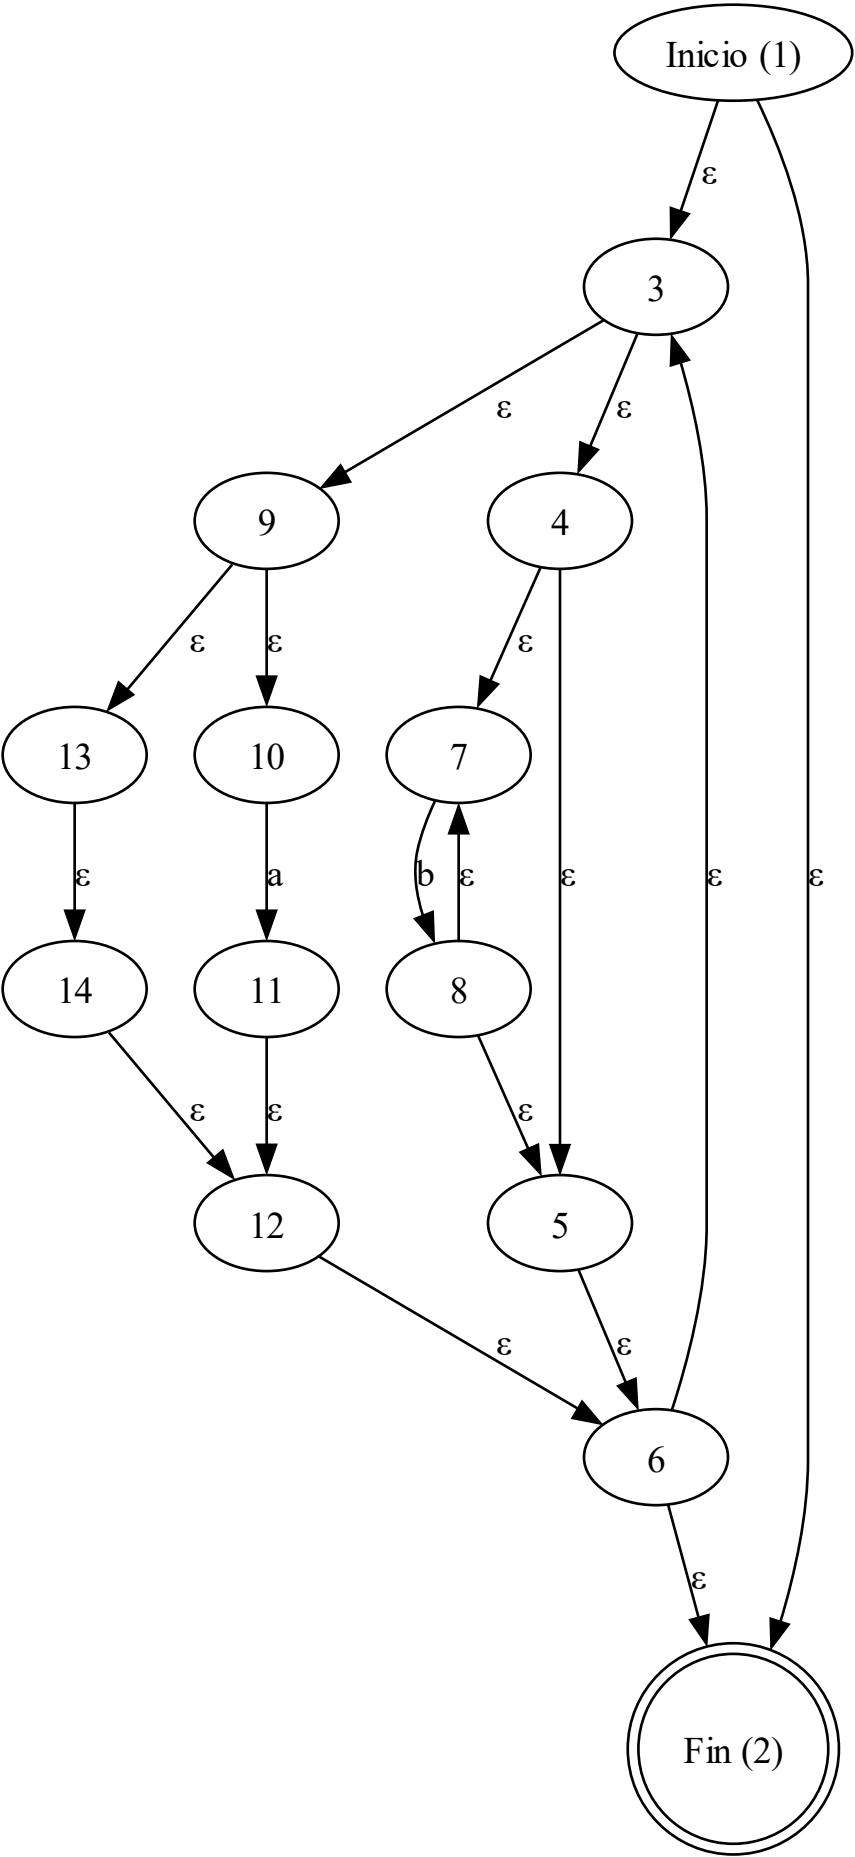 Inicio (1)
ε
3
ε ε
9 4
ε ε ε
13 10 7
ε a b ε ε ε ε
14 11 8
ε ε ε
12 5
ε ε
6
ε
Fin (2)